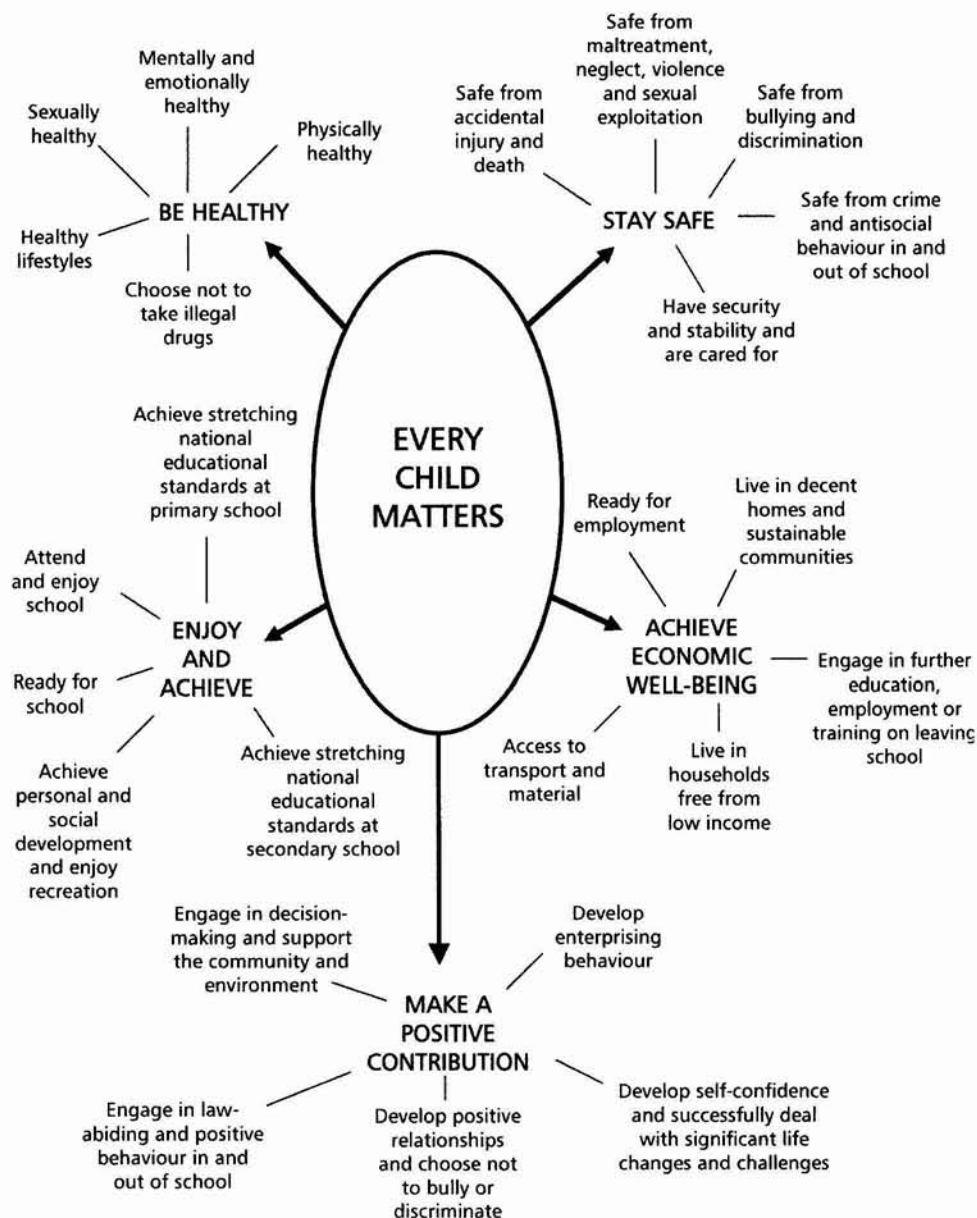 Mentally and
emotionally
healthy
Sexually
healthy
Physically
healthy
BE HEALTHY
Healthy
lifestyles
Choose not to
take illegal
drugs
Safe from
maltreatment,
neglect, violence
and sexual
exploitation
Safe from
accidental
injury and
death
Safe from
bullying and
discrimination
STAY SAFE
Safe from crime
and antisocial
behaviour in and
out of school
Have security
and stability and
are cared for
EVERY
CHILD
MATTERS
Achieve stretching
national
educational
standards at
primary school
Attend
and enjoy
school
ENJOY
AND
ACHIEVE
Ready for
school
Achieve
personal and
social
development
and enjoy
recreation
Achieve stretching
national
educational
standards at
secondary school
Ready for
employment
Live in decent
homes and
sustainable
communities
ACHIEVE
ECONOMIC
WELL-BEING
Engage in further
education,
employment or
training on leaving
school
Access to
transport and
material
Live in
households
free from
low income
Engage in decision-
making and support
the community and
environment
Develop
enterprising
behaviour
MAKE A
POSITIVE
CONTRIBUTION
Engage in law-
abiding and positive
behaviour in and
out of school
Develop positive
relationships
and choose not
to bully or
discriminate
Develop self-confidence
and successfully deal
with significant life
changes and challenges